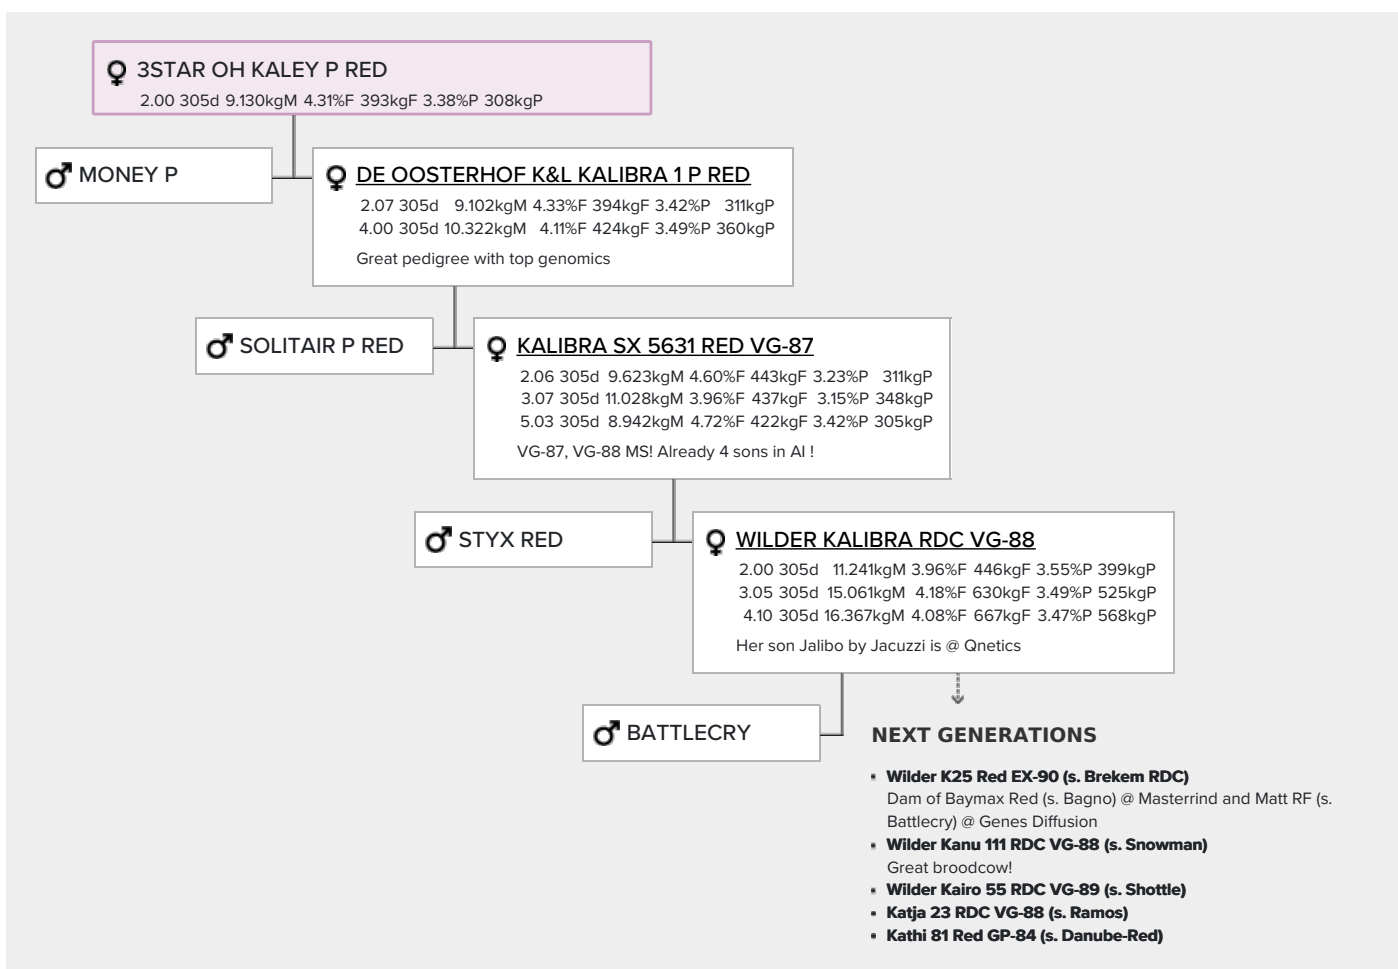 3STAR OH KALEY P RED
2.00 305d 9.130kgM 4.31%F 393kgF 3.38%P 308kgP
MONEY P
DE OOSTERHOF K&L KALIBRA 1 P RED
2.07 305d 9.102kgM 4.33%F 394kgF 3.42%P 311kgP
4.00 305d 10.322kgM 4.11%F 424kgF 3.49%P 360kgP
Great pedigree with top genomics
SOLITAIR P RED
KALIBRA SX 5631 RED VG-87
2.06 305d 9.623kgM 4.60%F 443kgF 3.23%P 311kgP
3.07 305d 11.028kgM 3.96%F 437kgF 3.15%P 348kgP
5.03 305d 8.942kgM 4.72%F 422kgF 3.42%P 305kgP
VG-87, VG-88 MS! Already 4 sons in AI !
STYX RED
WILDER KALIBRA RDC VG-88
2.00 305d 11.241kgM 3.96%F 446kgF 3.55%P 399kgP
3.05 305d 15.061kgM 4.18%F 630kgF 3.49%P 525kgP
4.10 305d 16.367kgM 4.08%F 667kgF 3.47%P 568kgP
Her son Jalibo by Jacuzzi is @ Qnetics
BATTLECRY
NEXT GENERATIONS
Wilder K25 Red EX-90 (s. Brekem RDC)
Dam of Baymax Red (s. Bagno) @ Masterrind and Matt RF (s.
Battlecry) @ Genes Diffusion
Wilder Kanu 111 RDC VG-88 (s. Snowman)
Great broodcow!
Wilder Kairo 55 RDC VG-89 (s. Shottle)
Katja 23 RDC VG-88 (s. Ramos)
Kathi 81 Red GP-84 (s. Danube-Red)